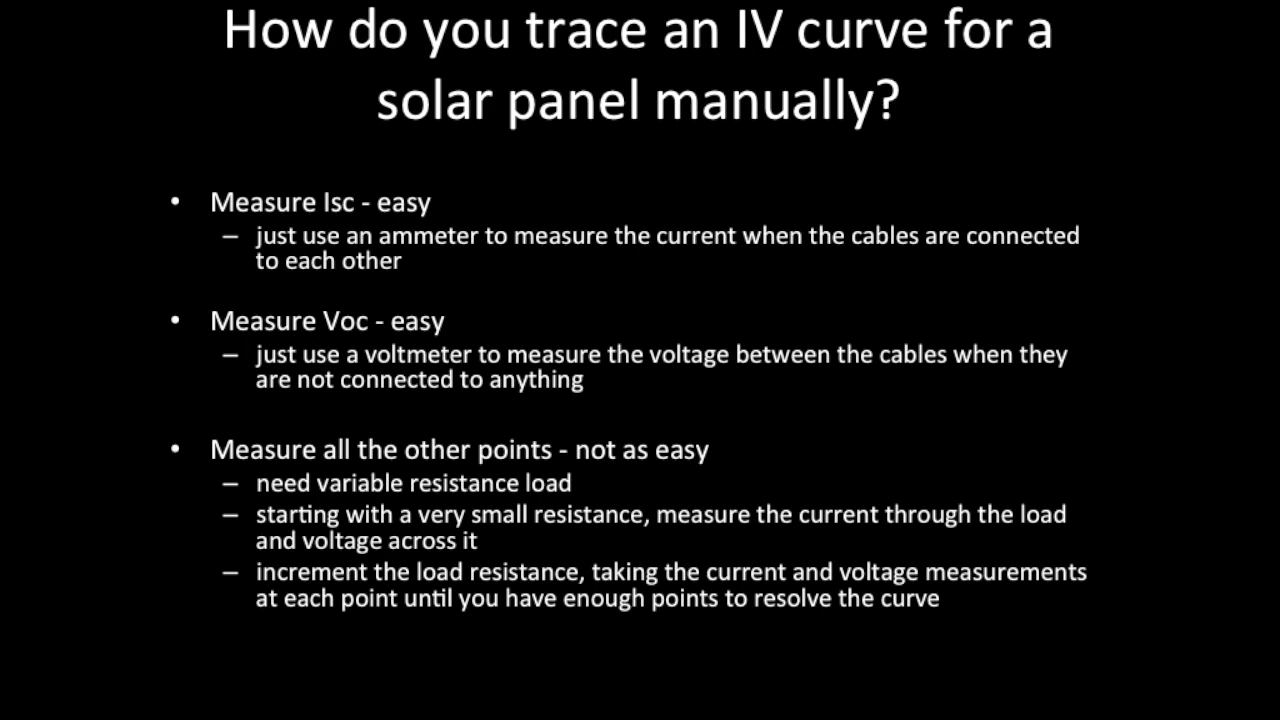 How do you trace an IV curve for a
solar panel manually?
• Measure Isc - easy
– just use an ammeter to measure the current when the cables are connected
to each other
• Measure Voc - easy
– just use a voltmeter to measure the voltage between the cables when they
are not connected to anything
• Measure all the other points - not as easy
– need variable resistance load
– starting with a very small resistance, measure the current through the load
and voltage across it
– increment the load resistance, taking the current and voltage measurements
at each point until you have enough points to resolve the curve